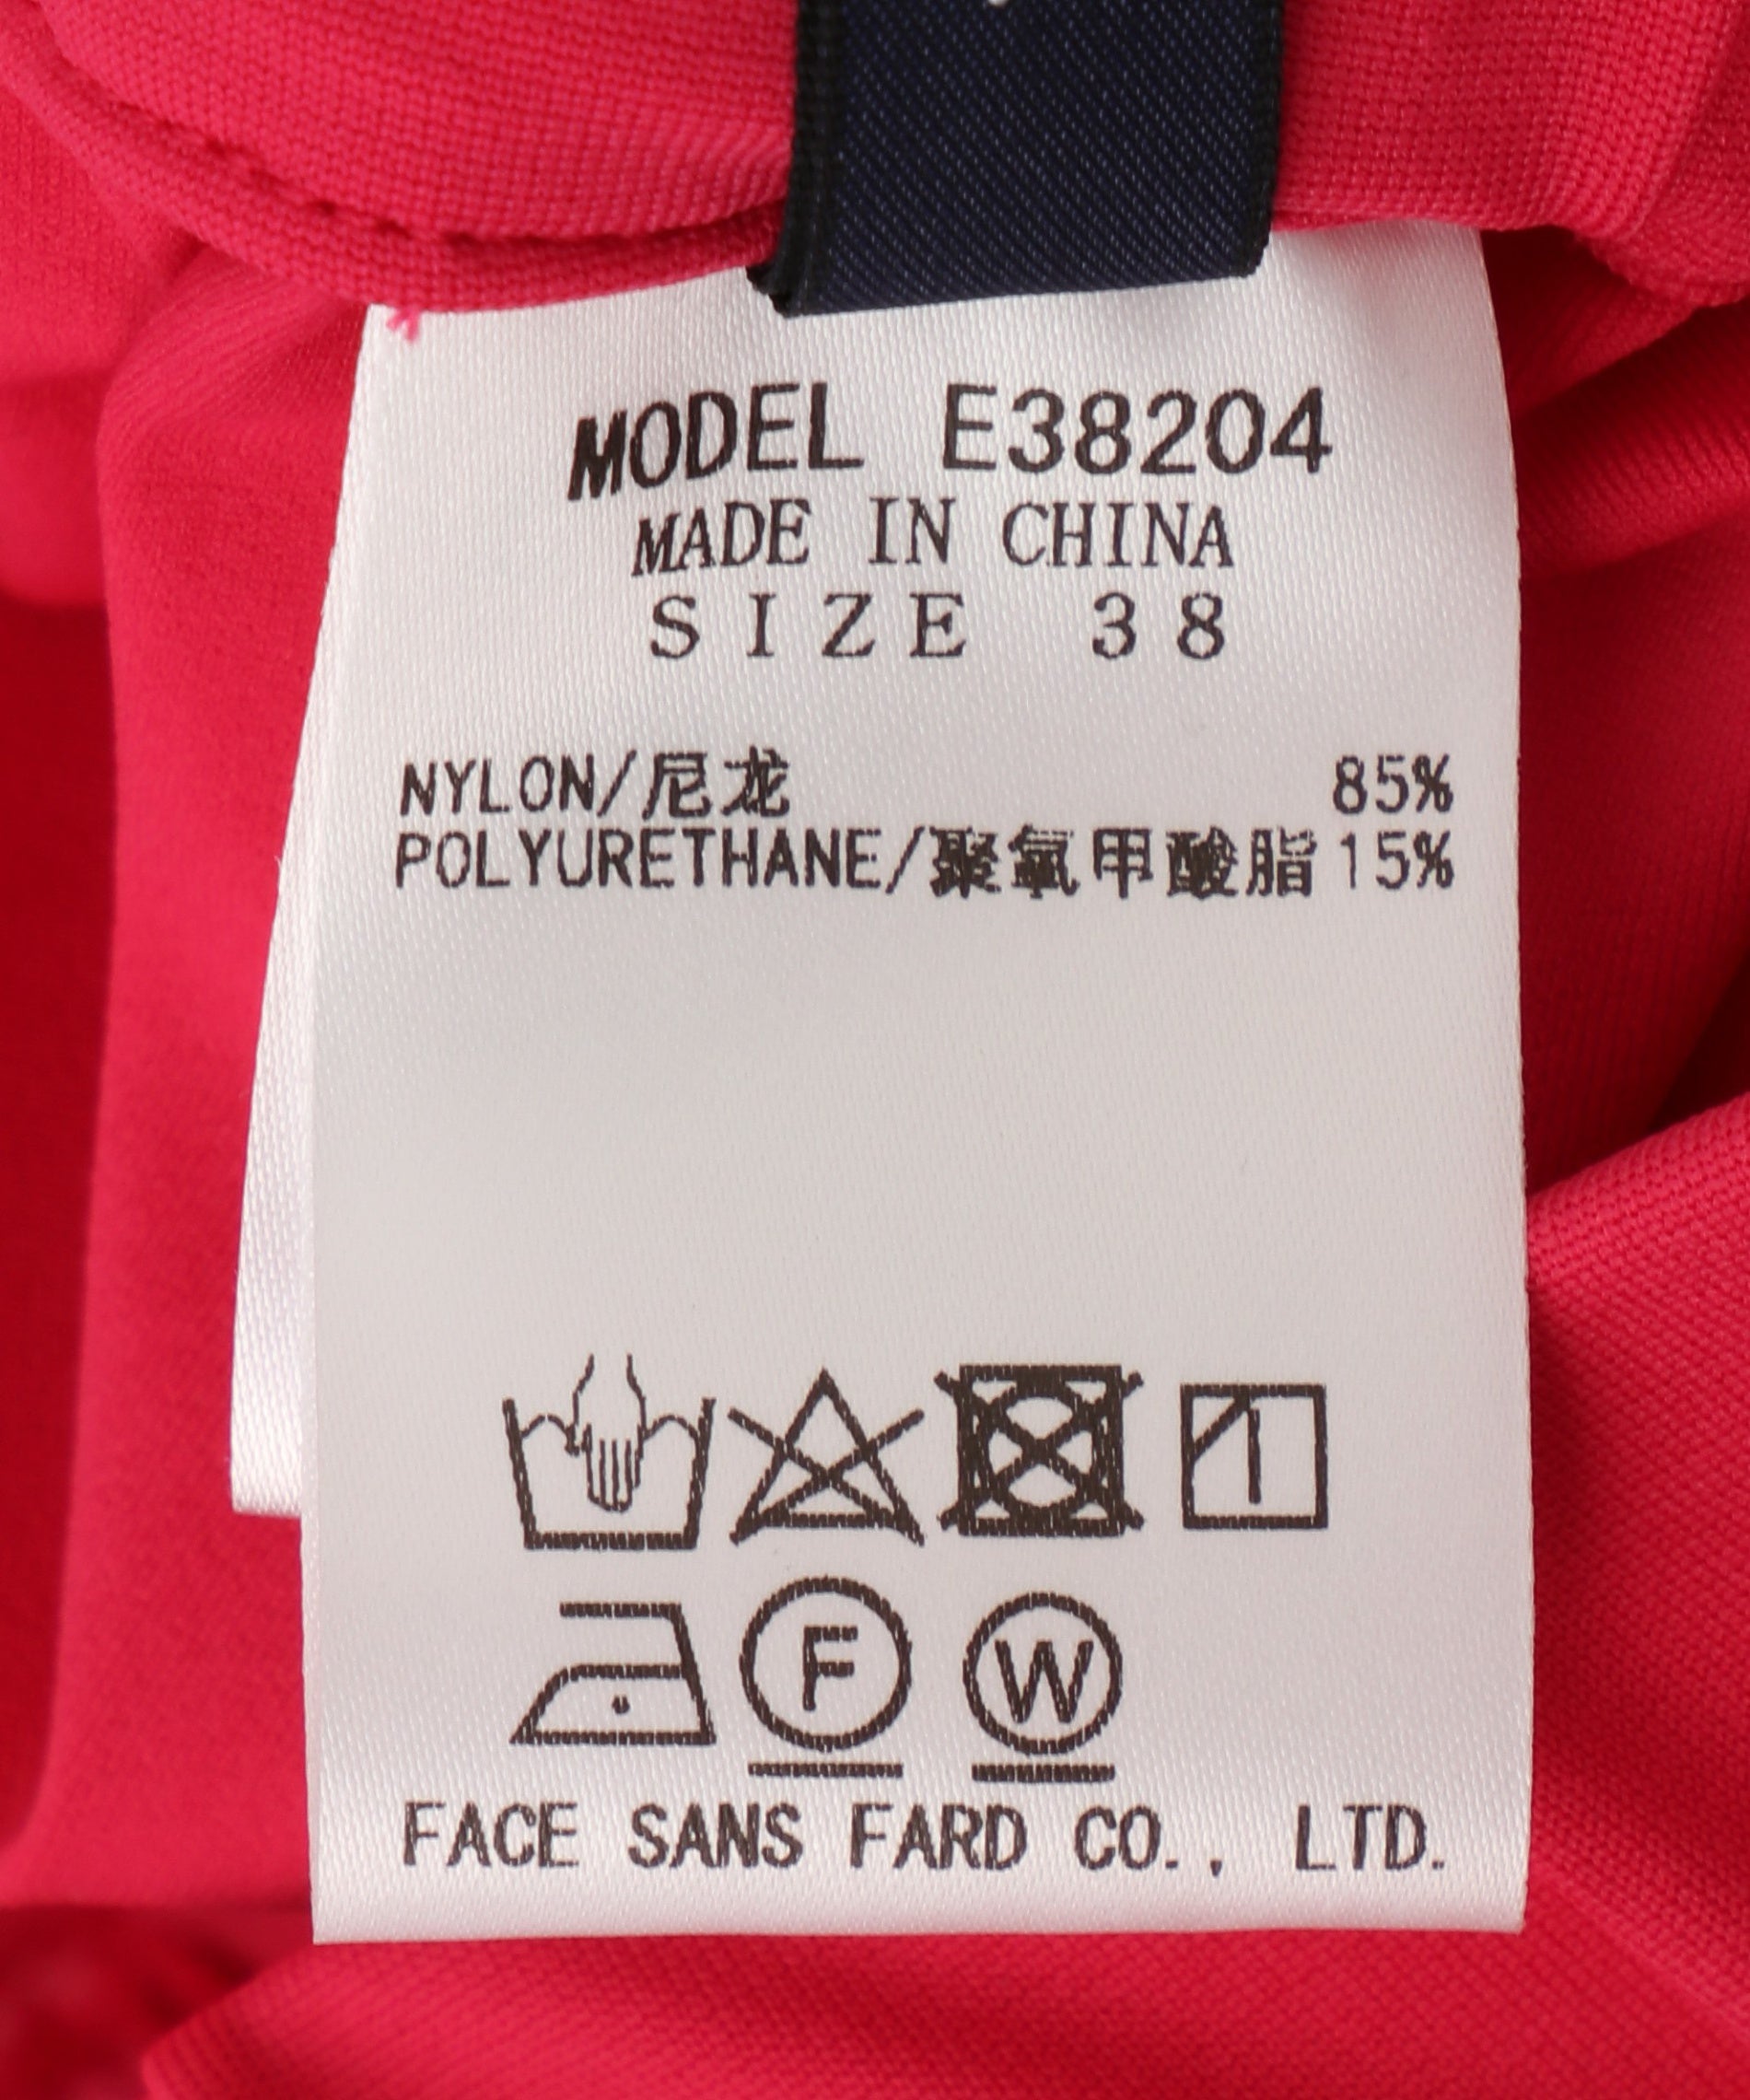 MODEL E38204
MADE IN CHINA
SIZE 38
NYLON/尼龙 85%
POLYURETHANE/聚氨甲酸脂 15%
F W
FACE SANS FARD CO., LTD.